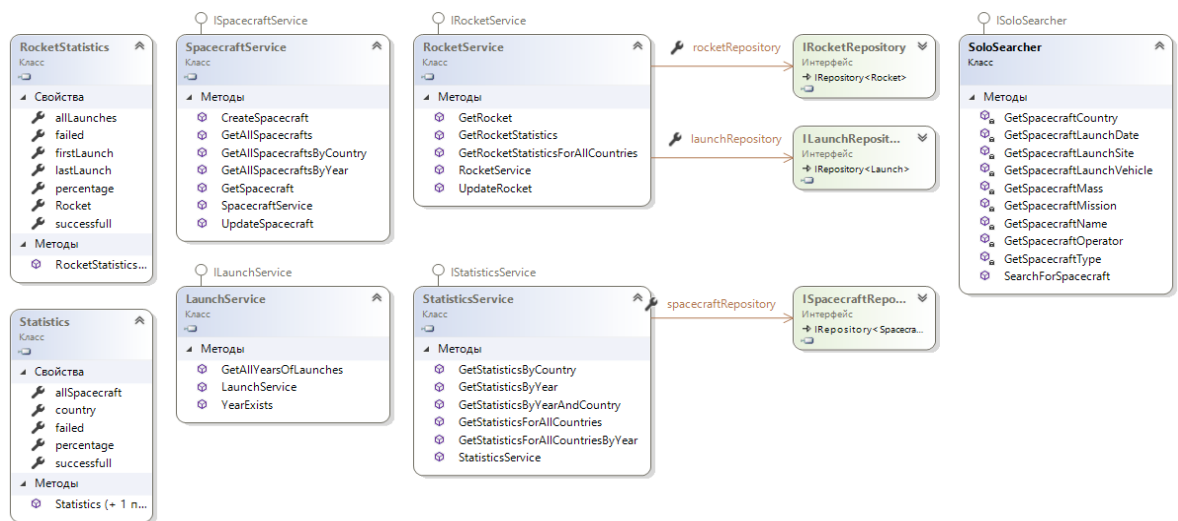 ISpacecraftService
IRocketService
ISoloSearcher
RocketStatistics
Класс
Свойства
allLaunches
failed
firstLaunch
lastLaunch
percentage
Rocket
successfull
Методы
RocketStatistics...
SpacecraftService
Класс
Методы
CreateSpacecraft
GetAllSpacecrafts
GetAllSpacecraftsByCountry
GetAllSpacecraftsByYear
GetSpacecraft
SpacecraftService
UpdateSpacecraft
RocketService
Класс
Методы
GetRocket
GetRocketStatistics
GetRocketStatisticsForAllCountries
RocketService
UpdateRocket
rocketRepository
IRocketRepository
Интерфейс
IRepository<Rocket>
launchRepository
ILaunchReposit...
Интерфейс
IRepository<Launch>
SoloSearcher
Класс
Методы
GetSpacecraftCountry
GetSpacecraftLaunchDate
GetSpacecraftLaunchSite
GetSpacecraftLaunchVehicle
GetSpacecraftMass
GetSpacecraftMission
GetSpacecraftName
GetSpacecraftOperator
GetSpacecraftType
SearchForSpacecraft
Statistics
Класс
Свойства
allSpacecraft
country
failed
percentage
successfull
Методы
Statistics (+ 1 п...
ILaunchService
LaunchService
Класс
Методы
GetAllYearsOfLaunches
LaunchService
YearExists
IStatisticsService
StatisticsService
Класс
Методы
GetStatisticsByCountry
GetStatisticsByYear
GetStatisticsByYearAndCountry
GetStatisticsForAllCountries
GetStatisticsForAllCountriesByYear
StatisticsService
spacecraftRepository
ISpacecraftRepo...
Интерфейс
IRepository<Spacecra...